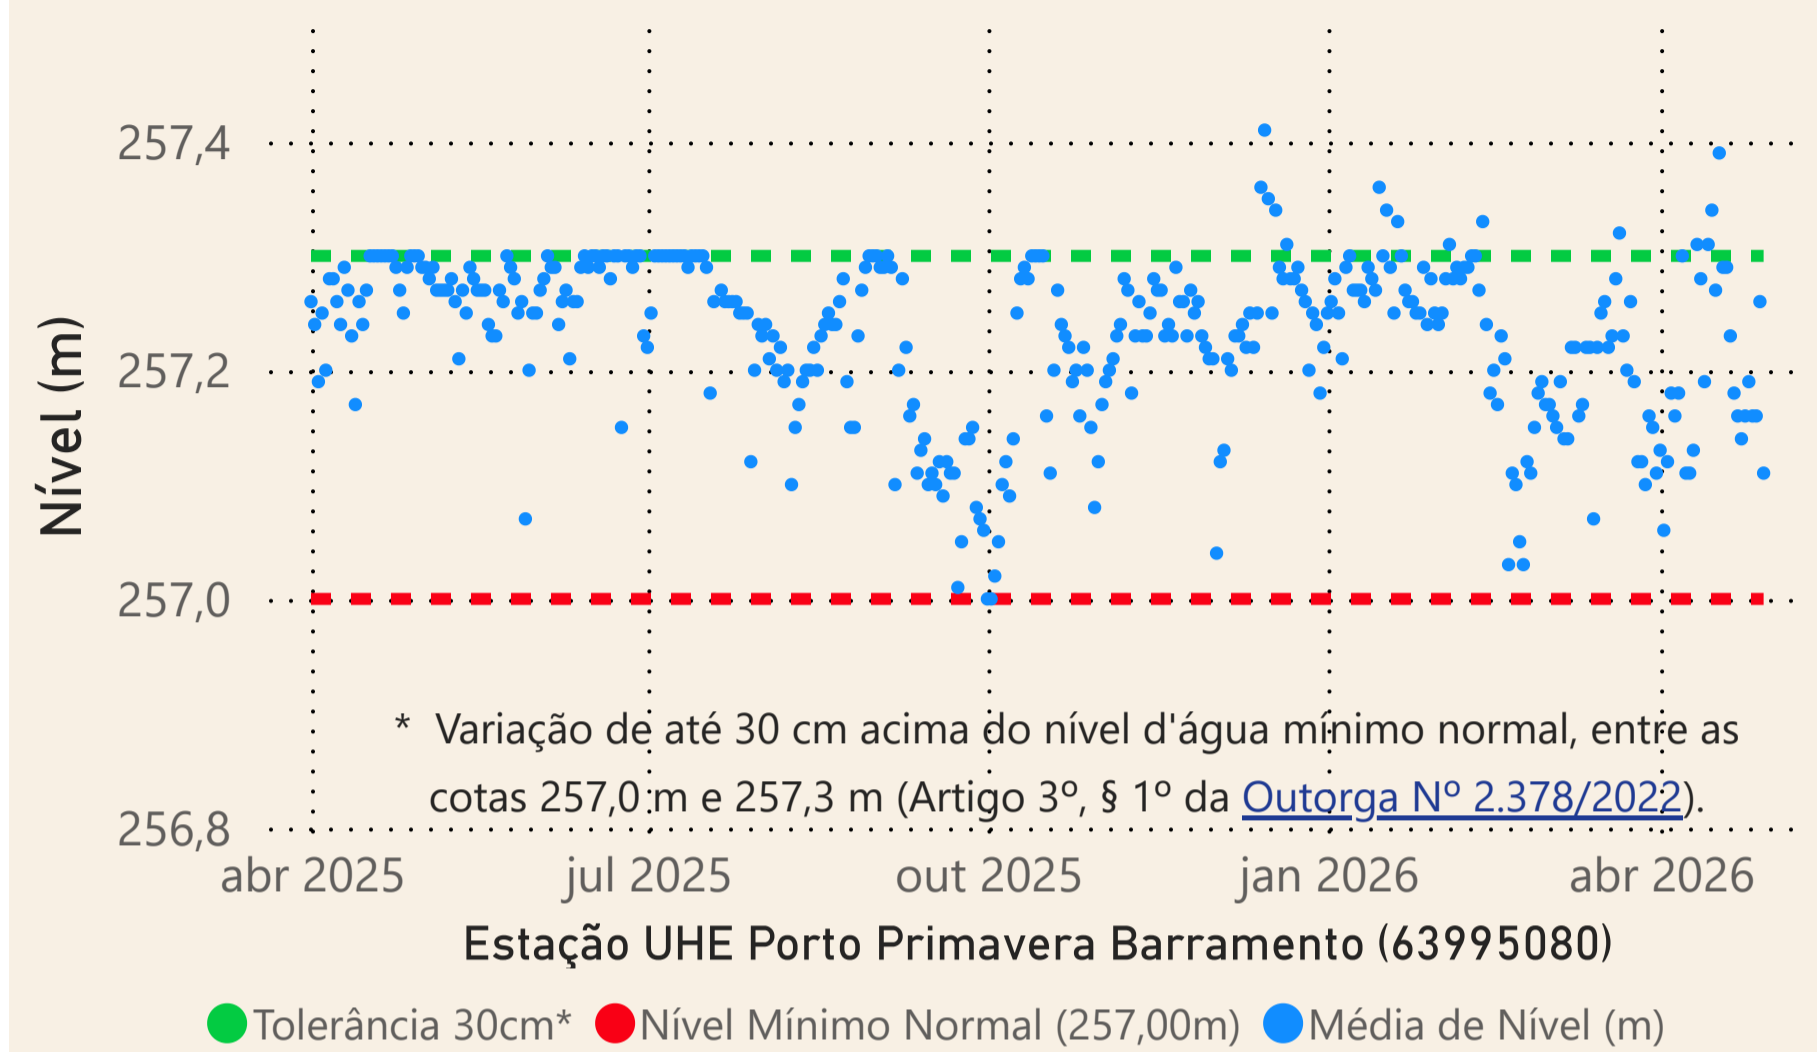 257,4
257,2
257,0
256,8
Nível (m)
* Variação de até 30 cm acima do nível d'água mínimo normal, entre as
cotas 257,0 m e 257,3 m (Artigo 3º, § 1º da Outorga Nº 2.378/2022).
abr 2025 jul 2025 out 2025 jan 2026 abr 2026
Estação UHE Porto Primavera Barramento (63995080)
Tolerância 30cm* Nível Mínimo Normal (257,00m) Média de Nível (m)